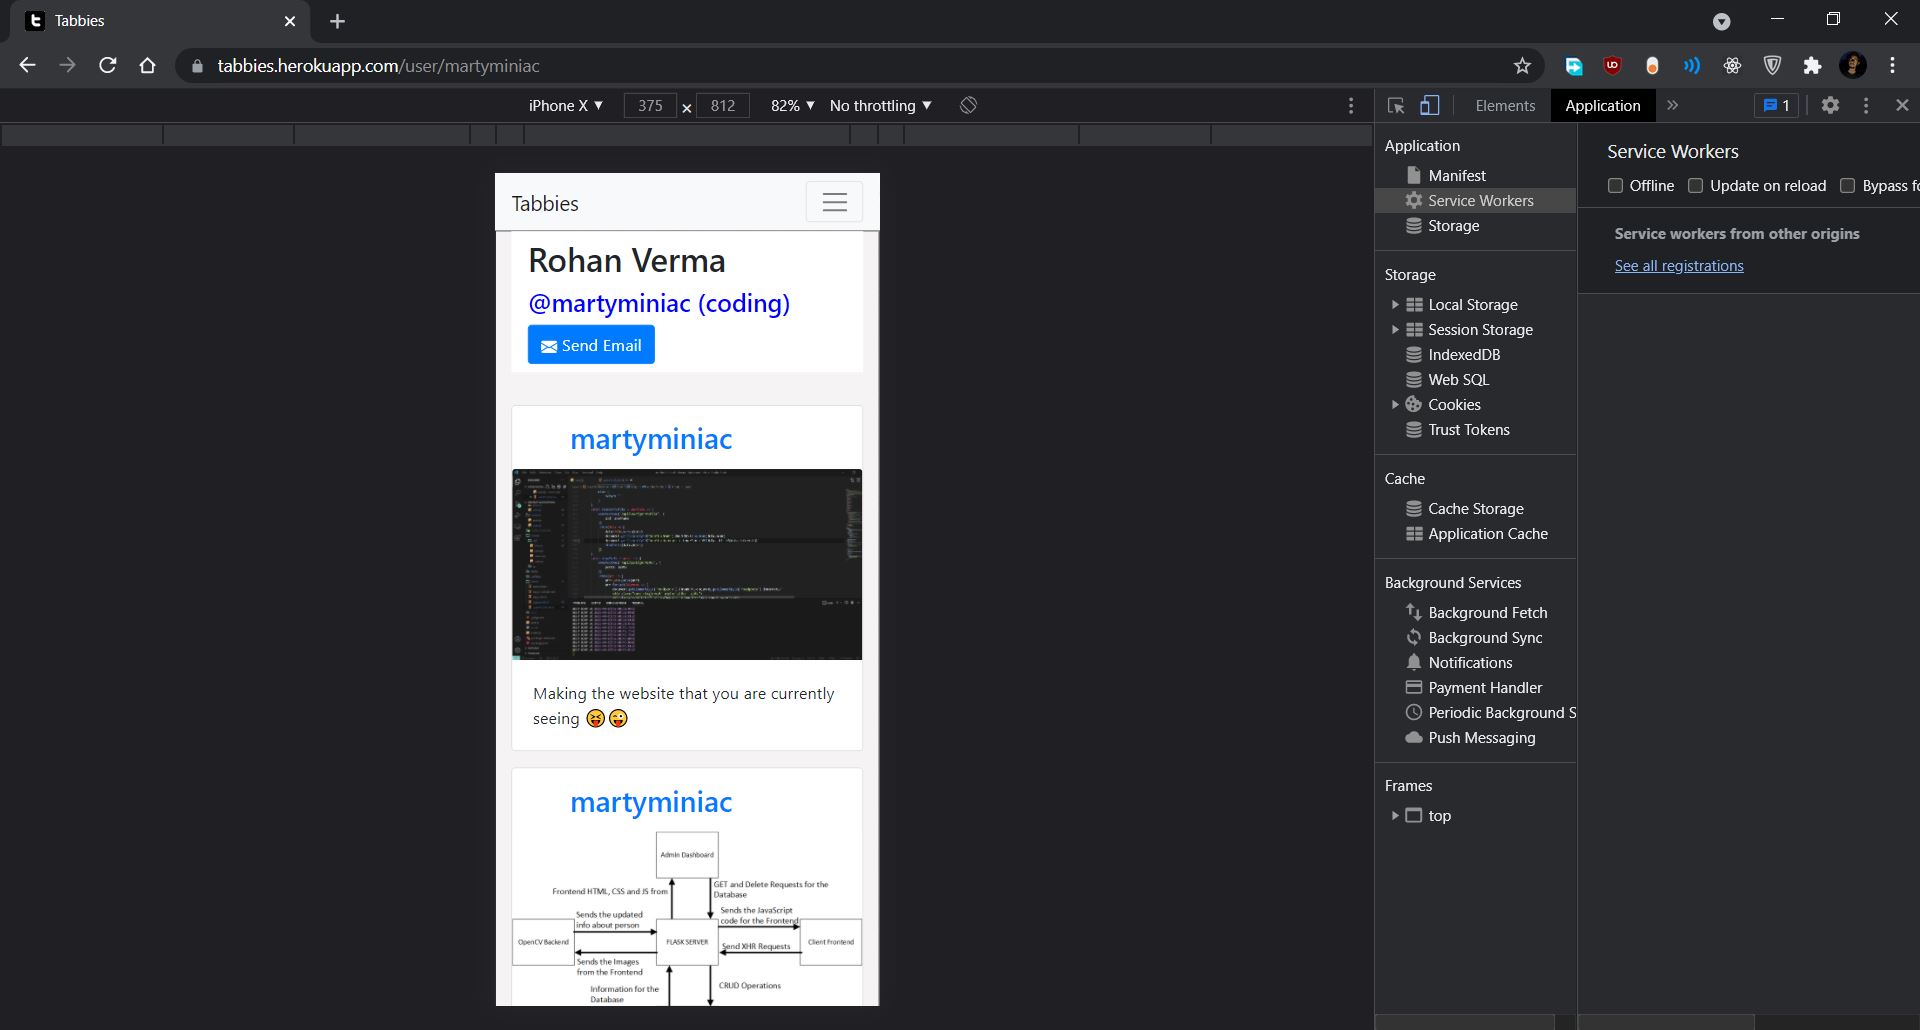 Tabbies
tabbies.herokuapp.com/user/martyminiac
iPhone X
375 × 812
82%
No throttling
Elements
Application
1
Tabbies
Rohan Verma
@martyminiac (coding)
Send Email
martyminiac
Making the website that you are currently
seeing 😝😜
martyminiac
Admin Dashboard
Frontend HTML, CSS and JS from
GET and Delete Requests for the
Database
Sends the updated
info about person
Sends the JavaScript
code for the Frontend
OpenCV Backend
FLASK SERVER
Client Frontend
Send XHR Requests
Sends the Images
from the Frontend
Information for the
Database
CRUD Operations
Application
Manifest
Service Workers
Storage
Storage
Local Storage
Session Storage
IndexedDB
Web SQL
Cookies
Trust Tokens
Cache
Cache Storage
Application Cache
Background Services
Background Fetch
Background Sync
Notifications
Payment Handler
Periodic Background S
Push Messaging
Frames
top
Service Workers
Offline
Update on reload
Bypass fo
Service workers from other origins
See all registrations